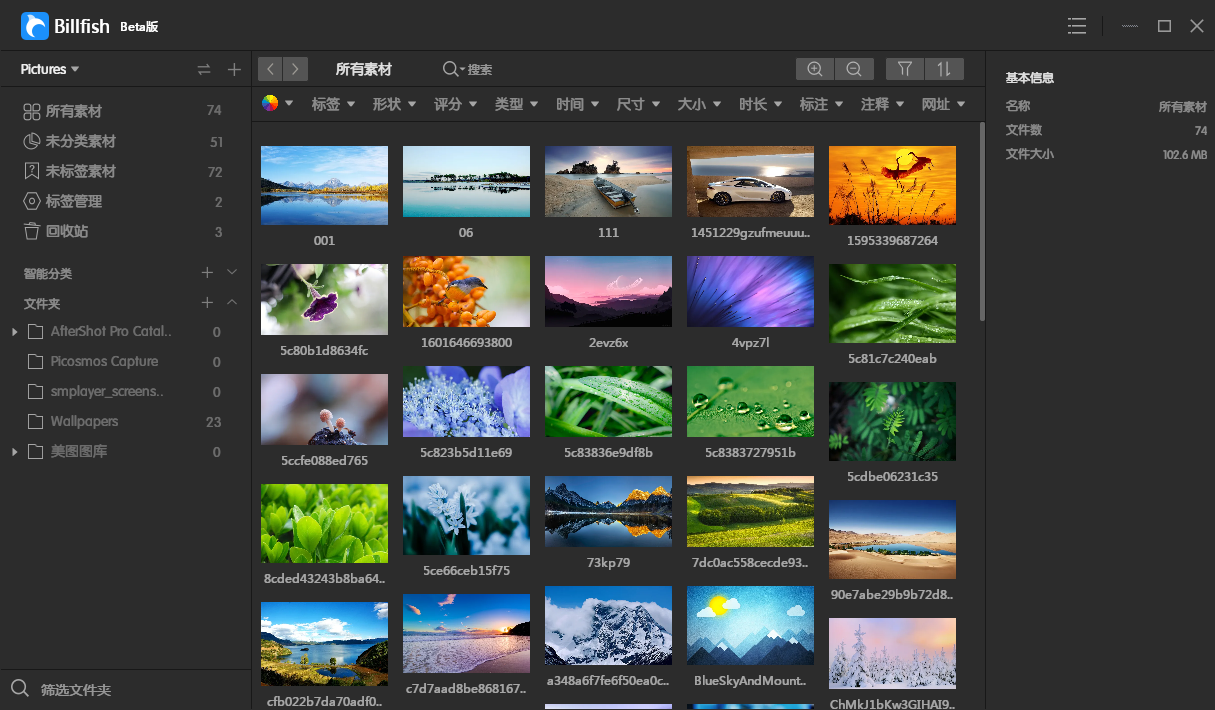 Billfish Beta版
Pictures
所有素材 74
未分类素材 51
未标签素材 72
标签管理 2
回收站 3
智能分类
文件夹
AfterShot Pro Catal.. 0
Picosmos Capture 0
smplayer_screens.. 0
Wallpapers 23
美图图库 0
筛选文件夹
所有素材 搜索
标签 形状 评分 类型 时间 尺寸 大小 时长 标注 注释 网址
001 06 111 1451229gzufmeuuu.. 1595339687264
5c80b1d8634fc 1601646693800 2evz6x 4vpz7l 5c81c7c240eab
5ccfe088ed765 5c823b5d11e69 5c83836e9df8b 5c8383727951b 5cdbe06231c35
8cded43243b8ba64.. 5ce66ceb15f75 73kp79 7dc0ac558cecde93.. 90e7abe29b9b72d8..
cfb022b7da70adf0.. c7d7aad8be868167.. a348a6f7fe6f50ea0c.. BlueSkyAndMount.. ChMkJ1bKw3GIHAI9..
基本信息
名称 所有素材
文件数 74
文件大小 102.6 MB